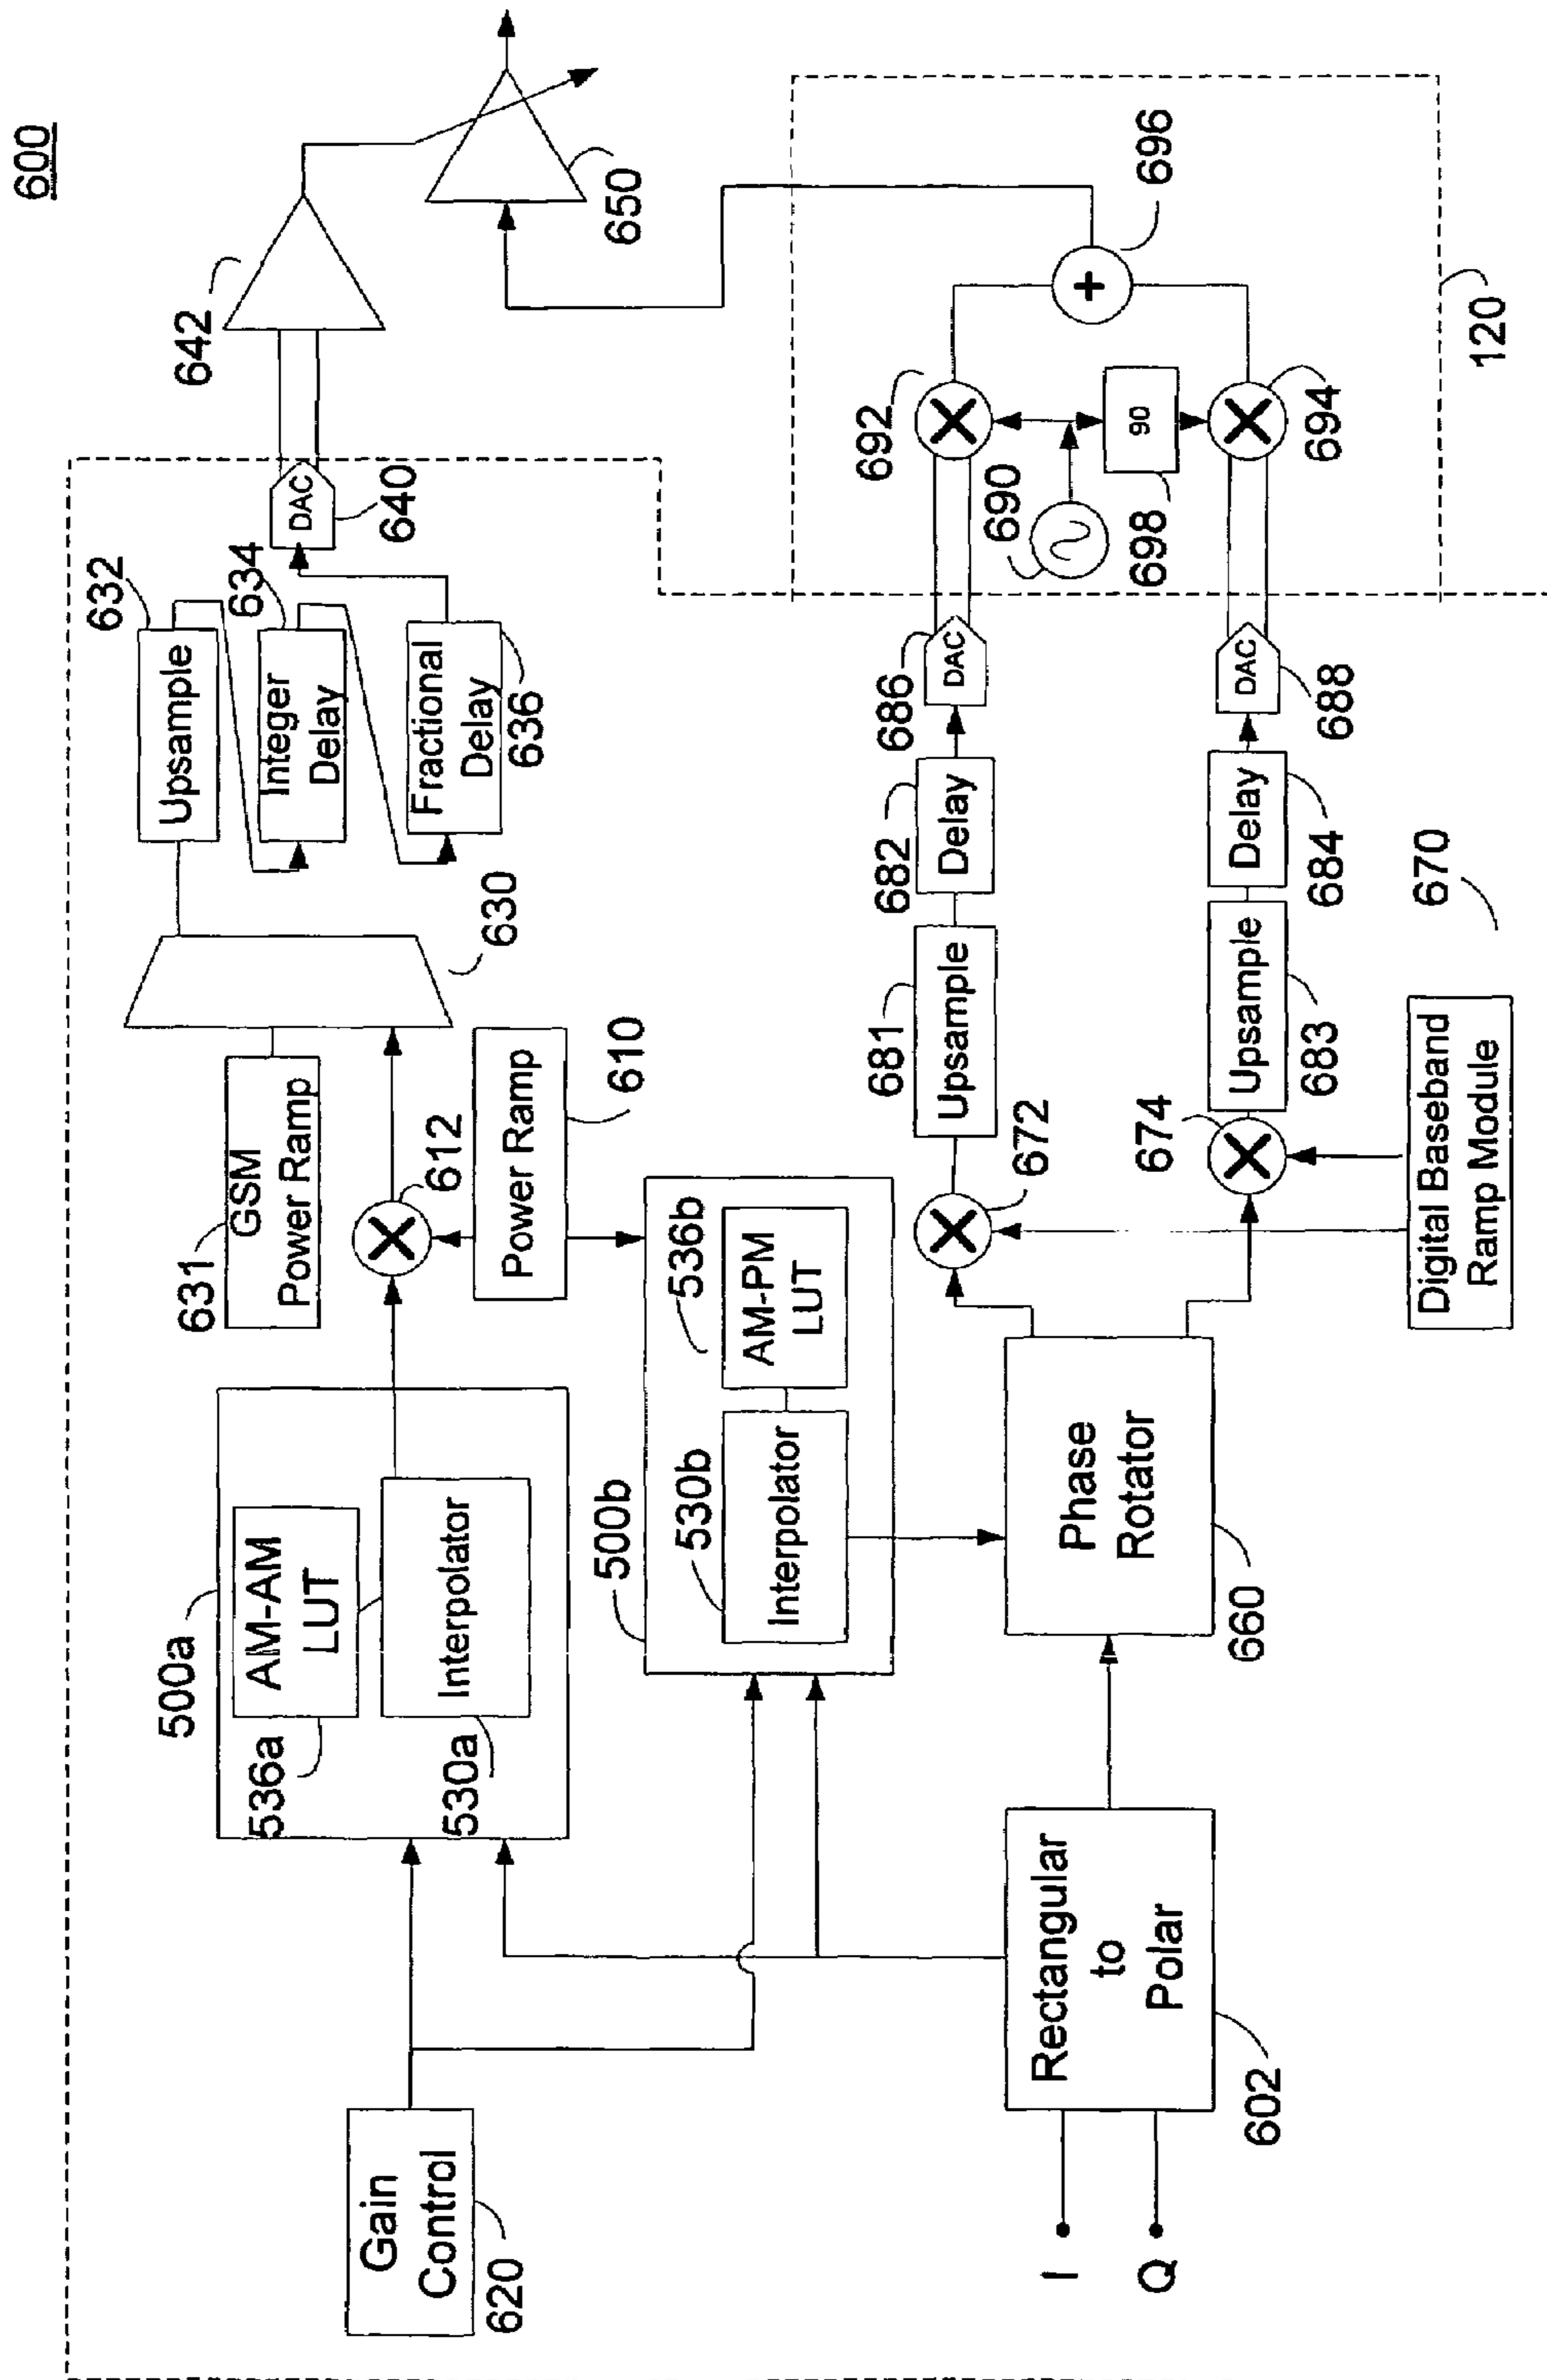 600
642
650
632
Upsample
634
Integer
Delay
Fractional
Delay
636
DAC
640
630
631
GSM
Power Ramp
612
Power Ramp
610
500a
AM-AM
LUT
536a
Interpolator
530a
500b
536b
AM-PM
LUT
530b
Interpolator
Gain
Control
620
I
Q
Rectangular
to
Polar
602
Phase
Rotator
660
672
674
681
Upsample
682
Delay
686
DAC
Upsample
683
Delay
684
DAC
688
670
Digital Baseband
Ramp Module
690
692
90
698
694
+
696
120